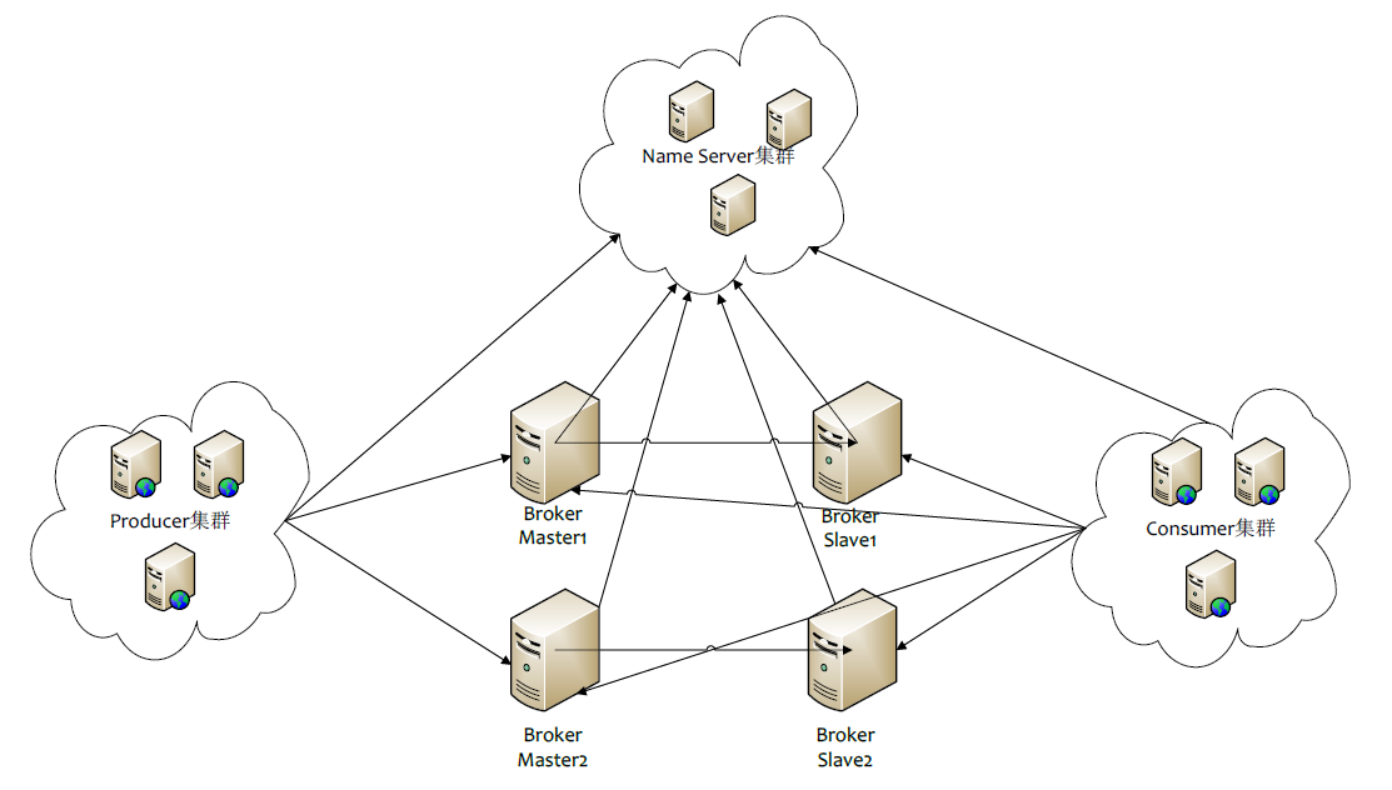 Name Server集群
Producer集群
Broker
Master1
Broker
Slave1
Consumer集群
Broker
Master2
Broker
Slave2